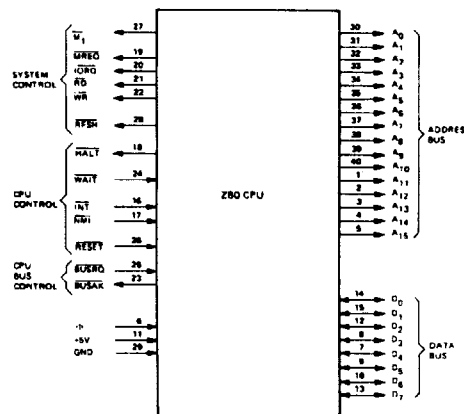 SYSTEM CONTROL
M1 27
MREQ 19
IORQ 20
RD 21
WR 22
RFSH 28
CPU CONTROL
HALT 18
WAIT 24
INT 16
NMI 17
RESET 26
CPU BUS CONTROL
BUSRQ 25
BUSAK 23
Φ 6
+5V 11
GND 29
Z80 CPU
30 A0
31 A1
32 A2
33 A3
34 A4
35 A5
36 A6
37 A7
38 A8
39 A9
40 A10
1 A11
2 A12
3 A13
4 A14
5 A15
ADDRES
BUS
14 D0
15 D1
12 D2
8 D3
7 D4
9 D5
10 D6
13 D7
DATA
BUS